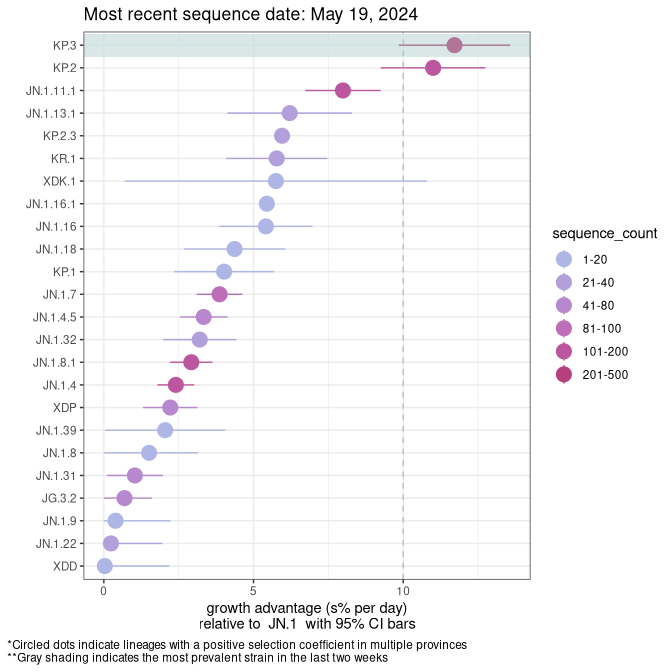 Most recent sequence date: May 19, 2024
KP.3
KP.2
JN.1.11.1
JN.1.13.1
KP.2.3
KR.1
XDK.1
JN.1.16.1
JN.1.16
JN.1.18
KP.1
JN.1.7
JN.1.4.5
JN.1.32
JN.1.8.1
JN.1.4
XDP
JN.1.39
JN.1.8
JN.1.31
JG.3.2
JN.1.9
JN.1.22
XDD
0 5 10
growth advantage (s% per day)
relative to JN.1 with 95% CI bars
sequence_count
1-20
21-40
41-80
81-100
101-200
201-500
*Circled dots indicate lineages with a positive selection coefficient in multiple provinces
**Gray shading indicates the most prevalent strain in the last two weeks